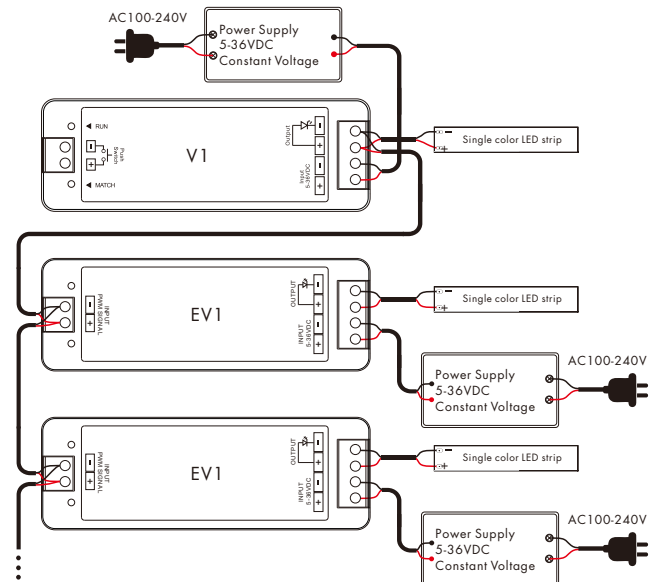 AC100-240V
Power Supply
5-36VDC
Constant Voltage
RUN
Push
Switch
-
+
MATCH
V1
Output
-
+
Input
5-36VDC
-
+
-
+
Single color LED strip
INPUT
PWM SIGNAL
-
+
EV1
OUTPUT
-
+
INPUT
5-36VDC
-
+
-
+
Single color LED strip
AC100-240V
Power Supply
5-36VDC
Constant Voltage
INPUT
PWM SIGNAL
-
+
EV1
OUTPUT
-
+
INPUT
5-36VDC
-
+
-
+
Single color LED strip
AC100-240V
Power Supply
5-36VDC
Constant Voltage